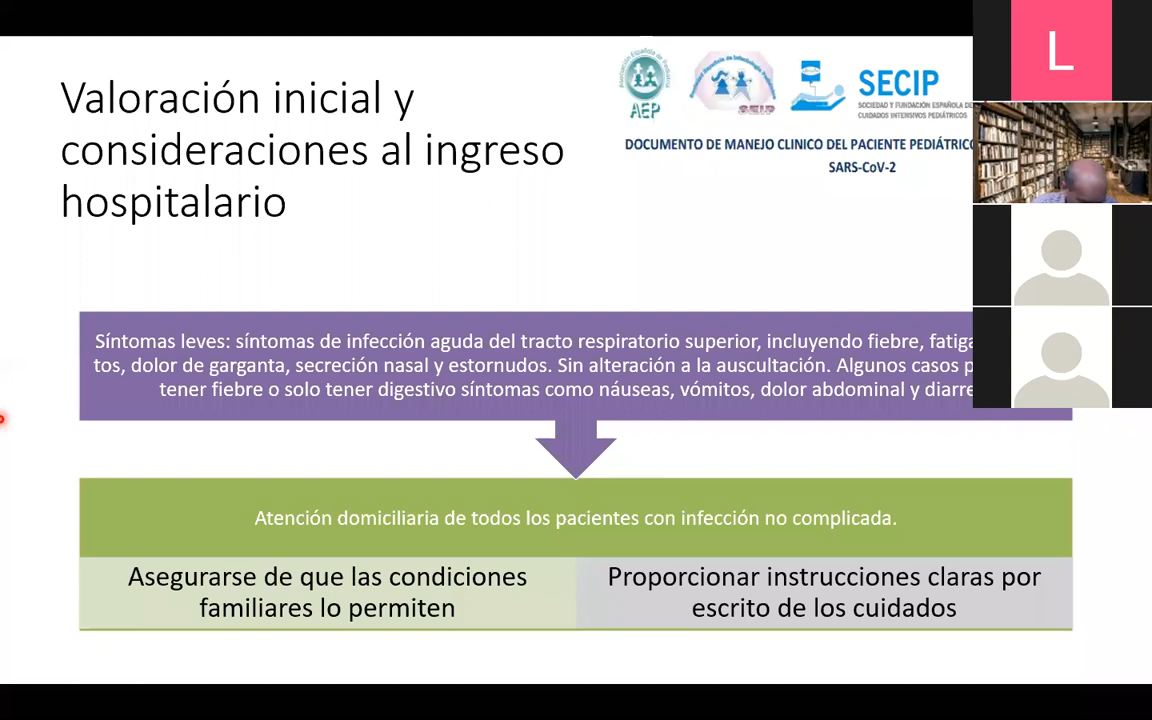 Valoración inicial y
consideraciones al ingreso
hospitalario
AEP
SEIP
SECIP
SOCIEDAD Y FUNDACIÓN ESPAÑOLA DE
CUIDADOS INTENSIVOS PEDIÁTRICOS
DOCUMENTO DE MANEJO CLINICO DEL PACIENTE PEDIÁTRIC
SARS-CoV-2
L
Síntomas leves: síntomas de infección aguda del tracto respiratorio superior, incluyendo fiebre, fatiga
tos, dolor de garganta, secreción nasal y estornudos. Sin alteración a la auscultación. Algunos casos p
tener fiebre o solo tener digestivo síntomas como náuseas, vómitos, dolor abdominal y diarre
Atención domiciliaria de todos los pacientes con infección no complicada.
Asegurarse de que las condiciones
familiares lo permiten
Proporcionar instrucciones claras por
escrito de los cuidados